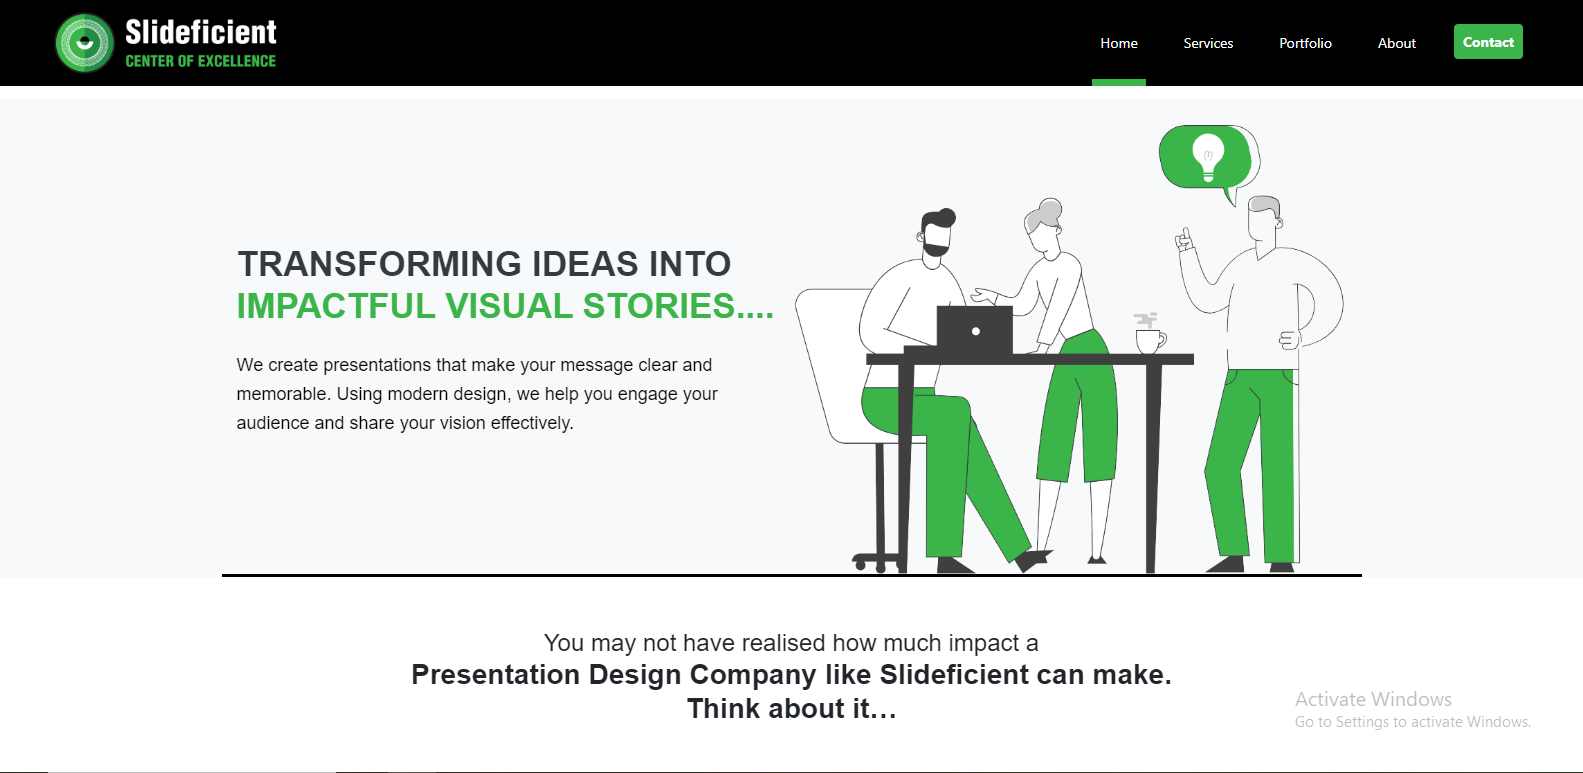 Slideficient
CENTER OF EXCELLENCE
Home
Services
Portfolio
About
Contact
TRANSFORMING IDEAS INTO
IMPACTFUL VISUAL STORIES....
We create presentations that make your message clear and
memorable. Using modern design, we help you engage your
audience and share your vision effectively.
You may not have realised how much impact a
Presentation Design Company like Slideficient can make.
Think about it…
Activate Windows
Go to Settings to activate Windows.